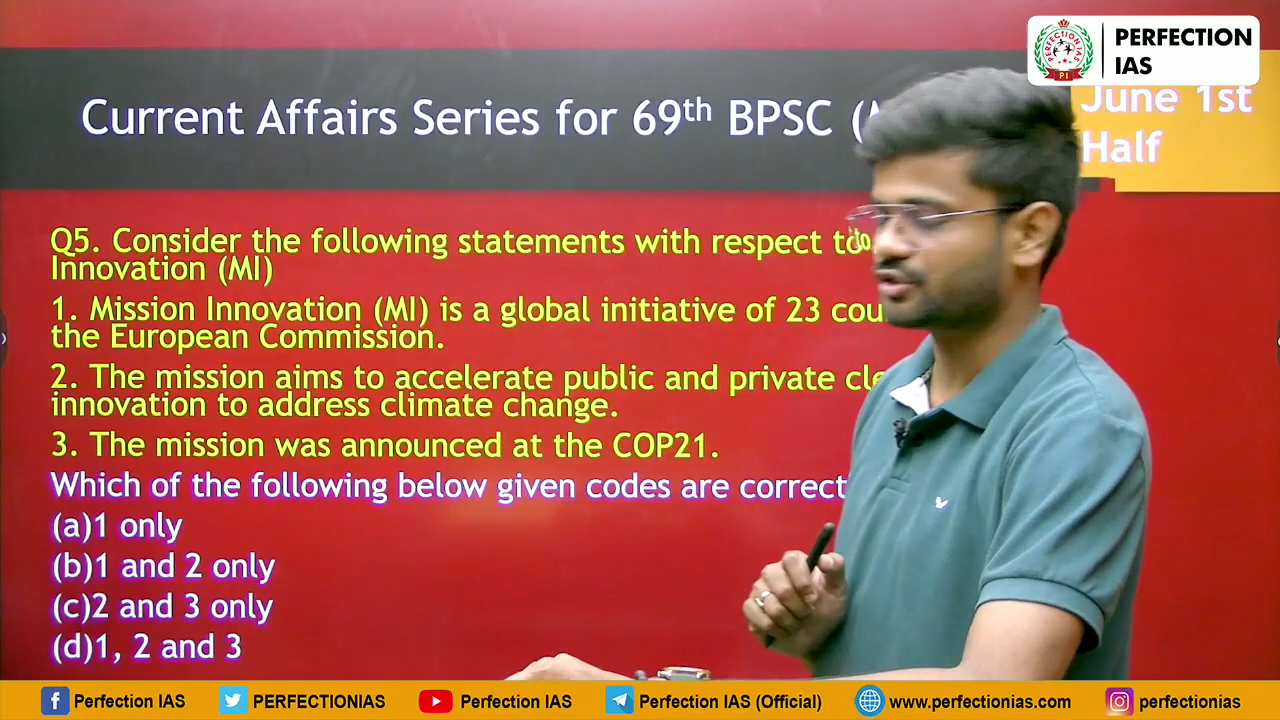 PERFECTION
IAS
Current Affairs Series for 69th BPSC (
June 1st
Half
Q5. Consider the following statements with respect to
Innovation (MI)
1. Mission Innovation (MI) is a global initiative of 23
the European Commission.
2. The mission aims to accelerate public and private
innovation to address climate change.
3. The mission was announced at the COP21.
Which of the following below given codes are correct
(a)1 only
(b)1 and 2 only
(c)2 and 3 only
(d)1, 2 and 3
Perfection IAS PERFECTIONIAS Perfection IAS Perfection IAS (Official) www.perfectionias.com perfectionias